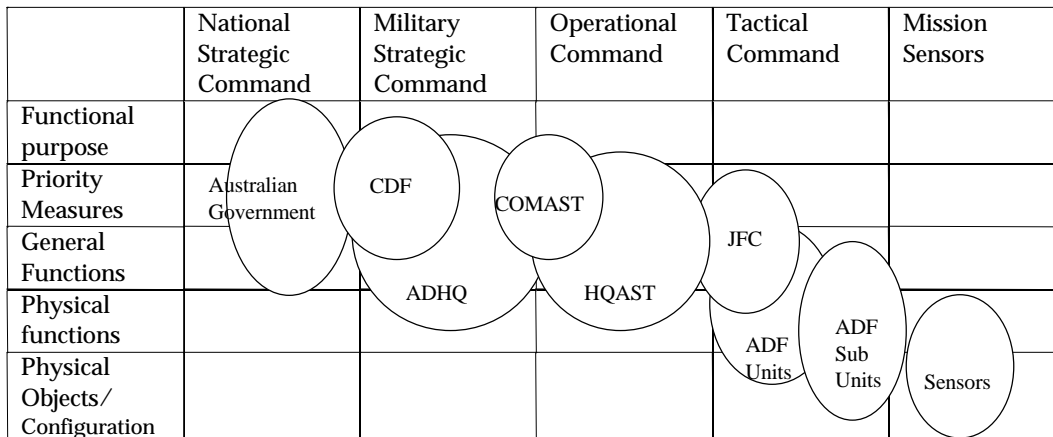 National
Strategic
Command
Military
Strategic
Command
Operational
Command
Tactical
Command
Mission
Sensors
Functional
purpose
Priority
Measures
Australian
Government
CDF
COMAST
General
Functions
JFC
ADHQ
HQAST
Physical
functions
ADF
Units
ADF
Sub
Units
Physical
Objects/
Configuration
Sensors